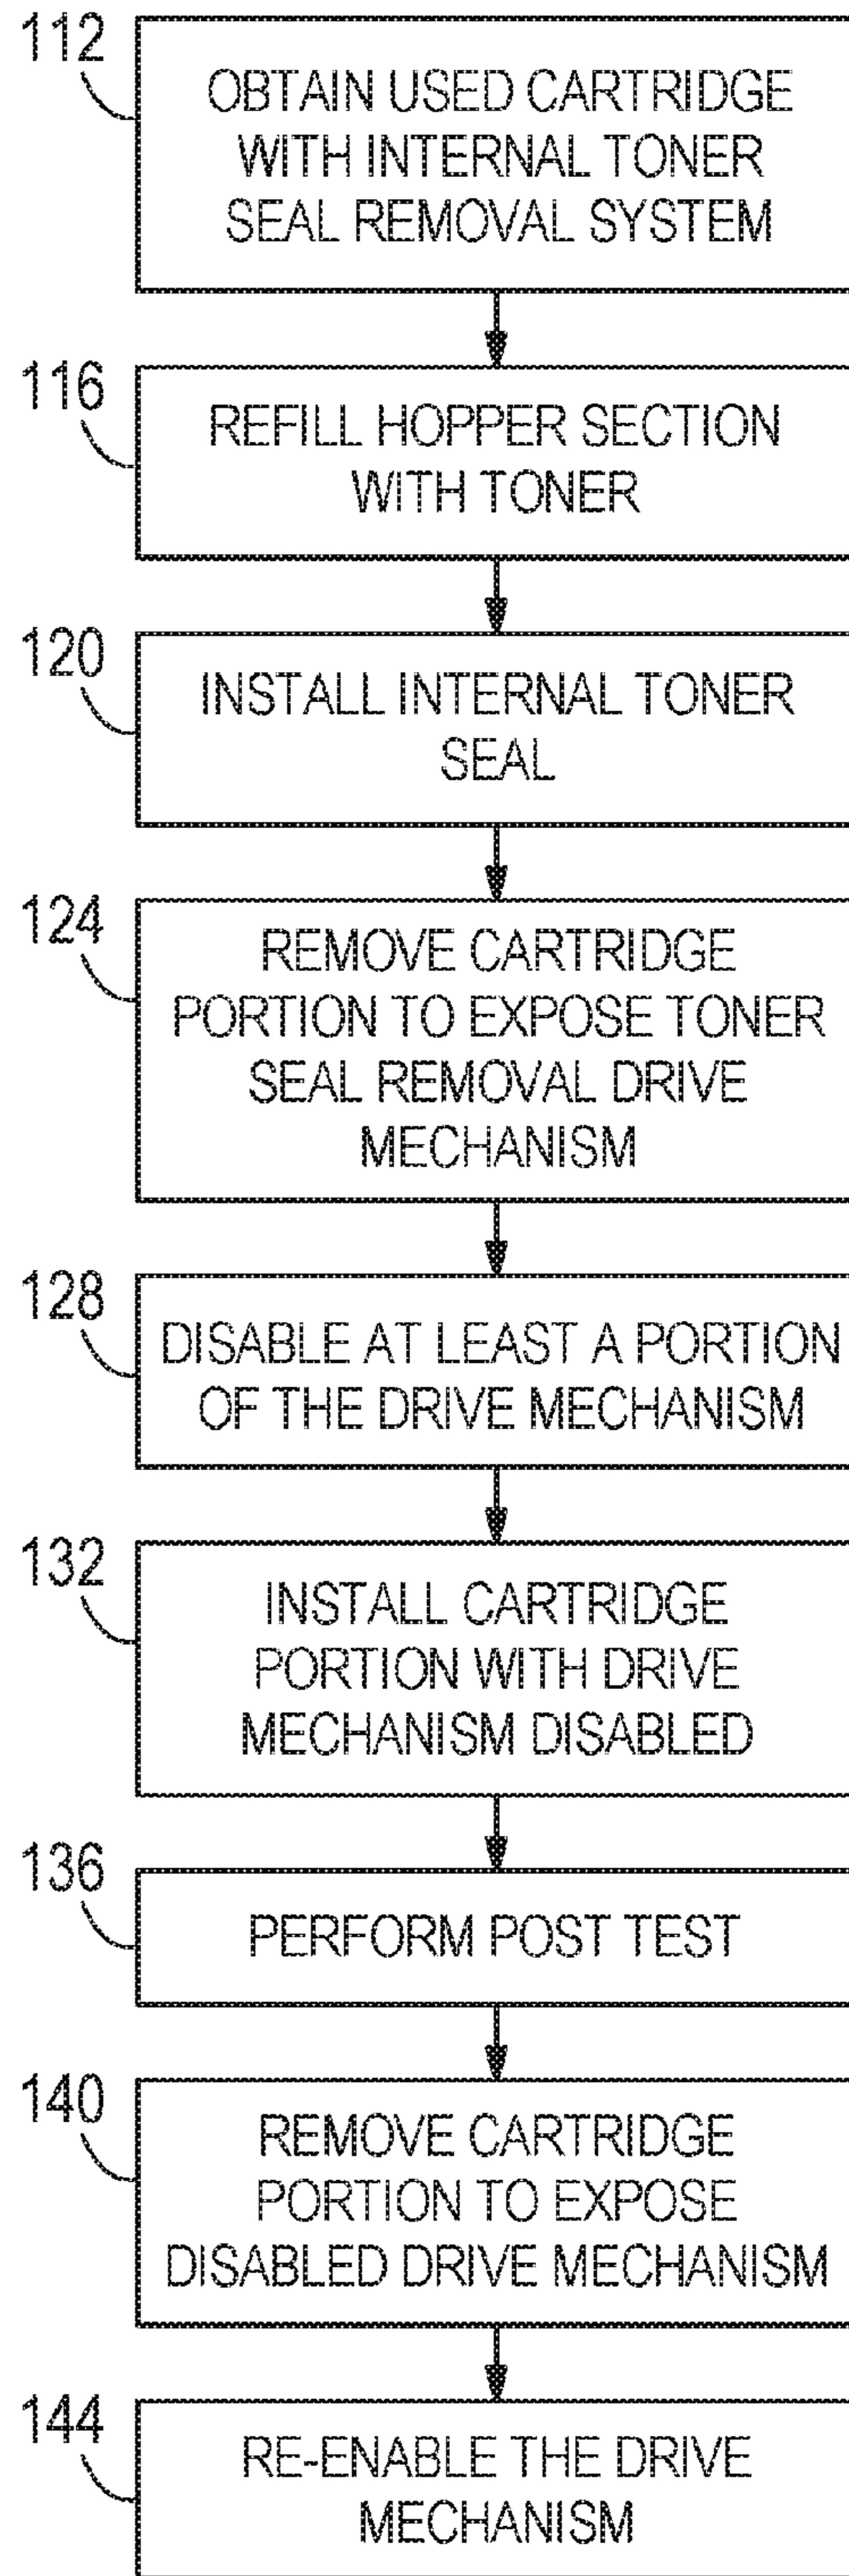 112
OBTAIN USED CARTRIDGE
WITH INTERNAL TONER
SEAL REMOVAL SYSTEM
116
REFILL HOPPER SECTION
WITH TONER
120
INSTALL INTERNAL TONER
SEAL
124
REMOVE CARTRIDGE
PORTION TO EXPOSE TONER
SEAL REMOVAL DRIVE
MECHANISM
128
DISABLE AT LEAST A PORTION
OF THE DRIVE MECHANISM
132
INSTALL CARTRIDGE
PORTION WITH DRIVE
MECHANISM DISABLED
136
PERFORM POST TEST
140
REMOVE CARTRIDGE
PORTION TO EXPOSE
DISABLED DRIVE MECHANISM
144
RE-ENABLE THE DRIVE
MECHANISM